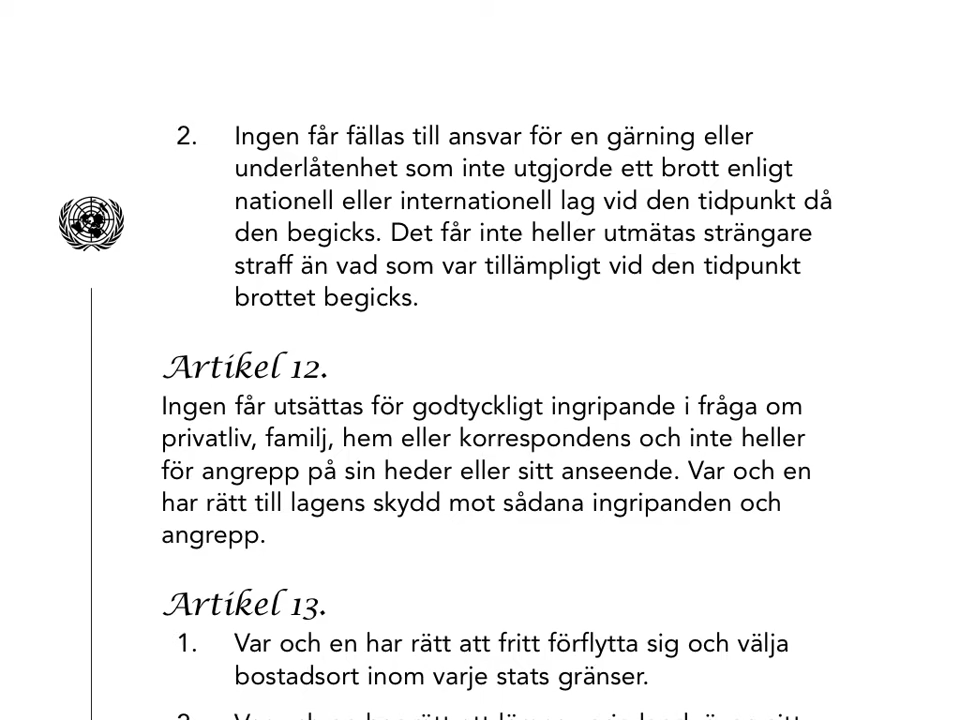 2. Ingen får fällas till ansvar för en gärning eller
underlåtenhet som inte utgjorde ett brott enligt
nationell eller internationell lag vid den tidpunkt då
den begicks. Det får inte heller utmätas strängare
straff än vad som var tillämpligt vid den tidpunkt
brottet begicks.
Artikel 12.
Ingen får utsättas för godtyckligt ingripande i fråga om
privatliv, familj, hem eller korrespondens och inte heller
för angrepp på sin heder eller sitt anseende. Var och en
har rätt till lagens skydd mot sådana ingripanden och
angrepp.
Artikel 13.
1. Var och en har rätt att fritt förflytta sig och välja
bostadsort inom varje stats gränser.